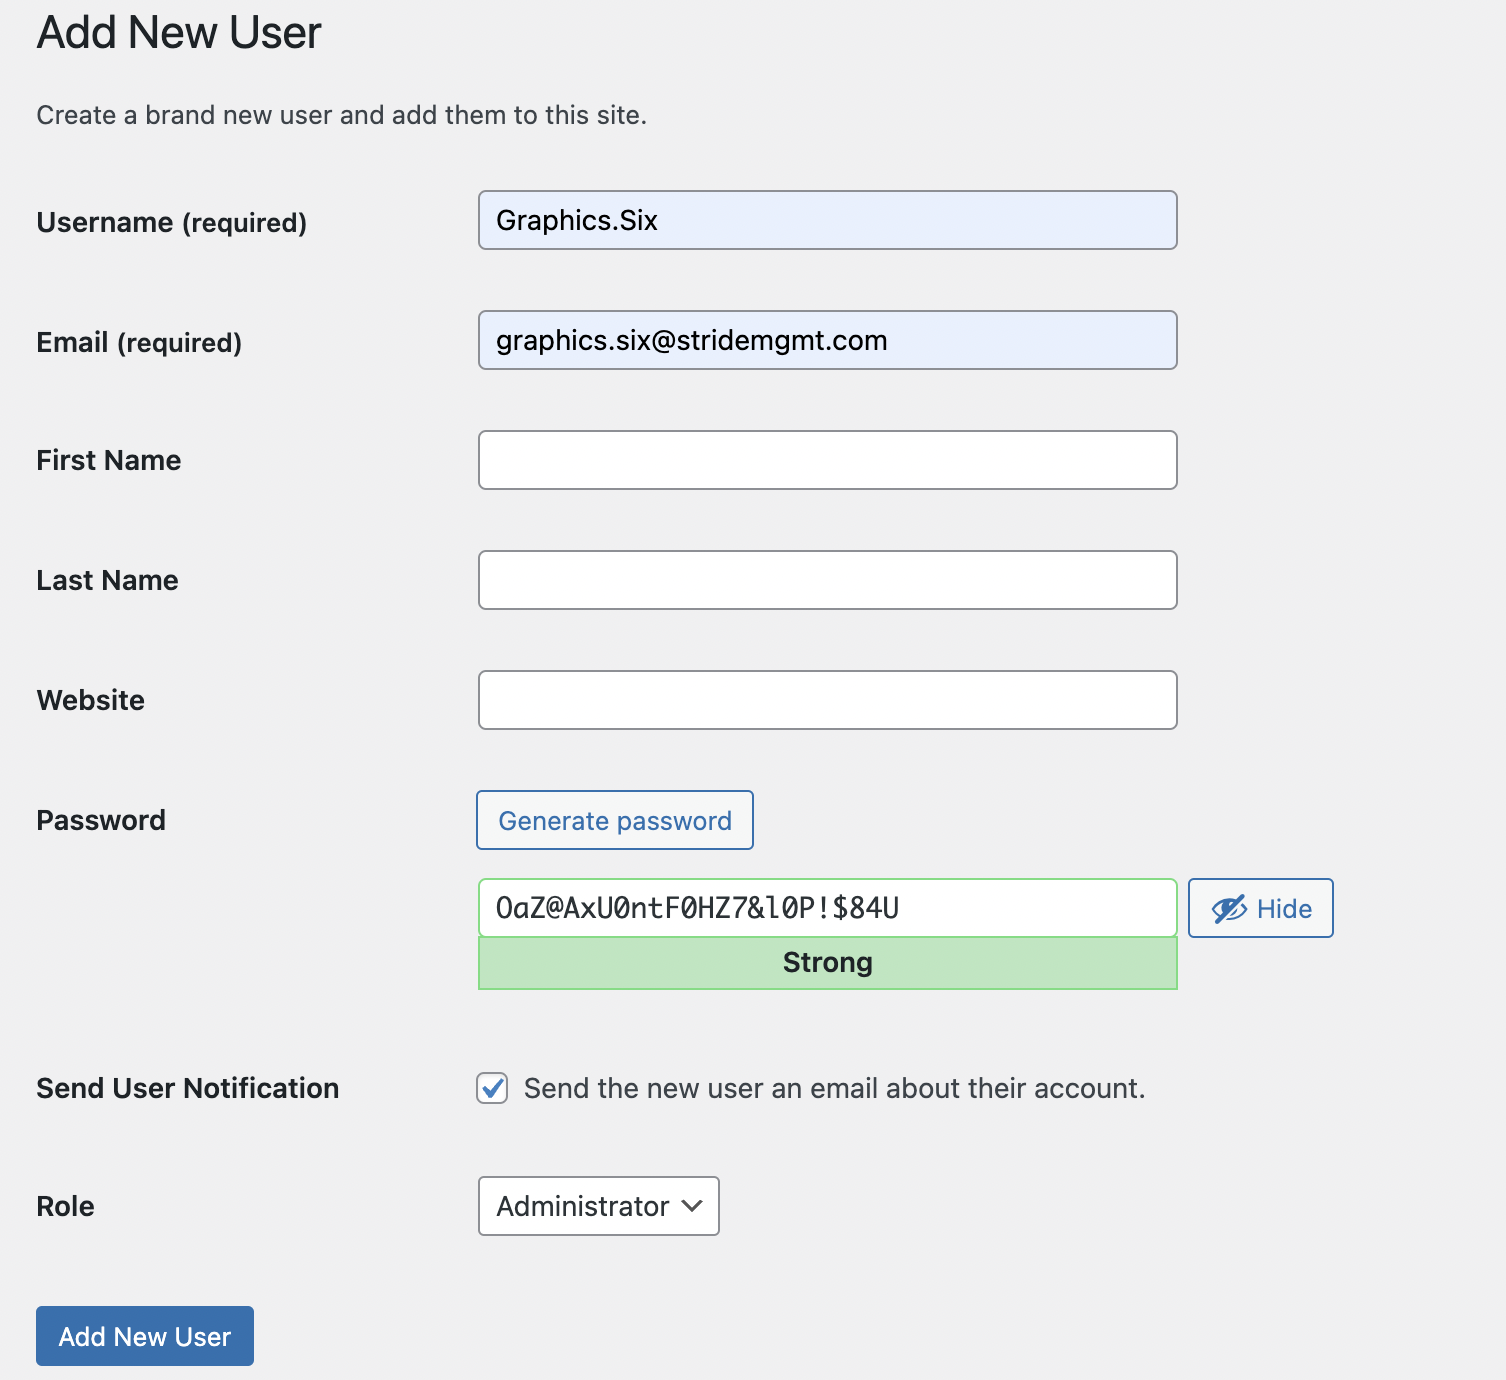 Add New User
Create a brand new user and add them to this site.
Username (required)
Graphics.Six
Email (required)
graphics.six@stridemgmt.com
First Name
Last Name
Website
Password
Generate password
OaZ@AxU0ntF0HZ7&l0P!$84U
Hide
Strong
Send User Notification
Send the new user an email about their account.
Role
Administrator
Add New User